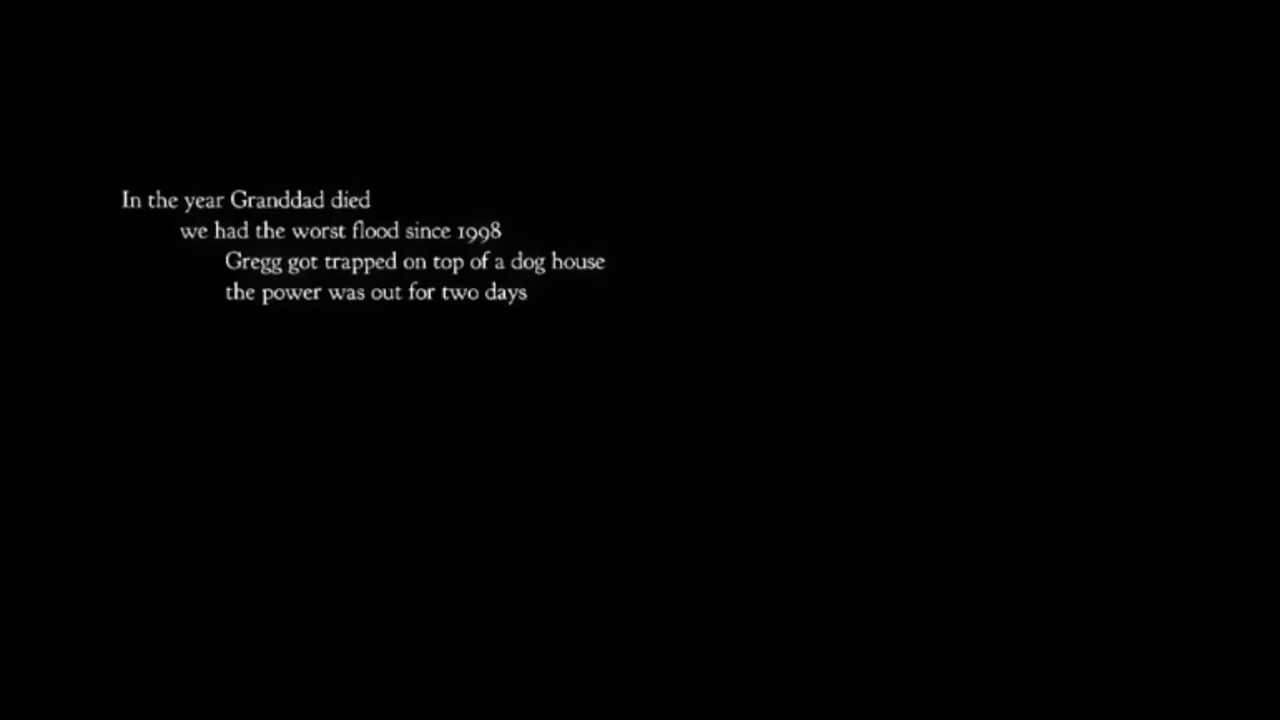 In the year Granddad died
we had the worst flood since 1998
Gregg got trapped on top of a dog house
the power was out for two days